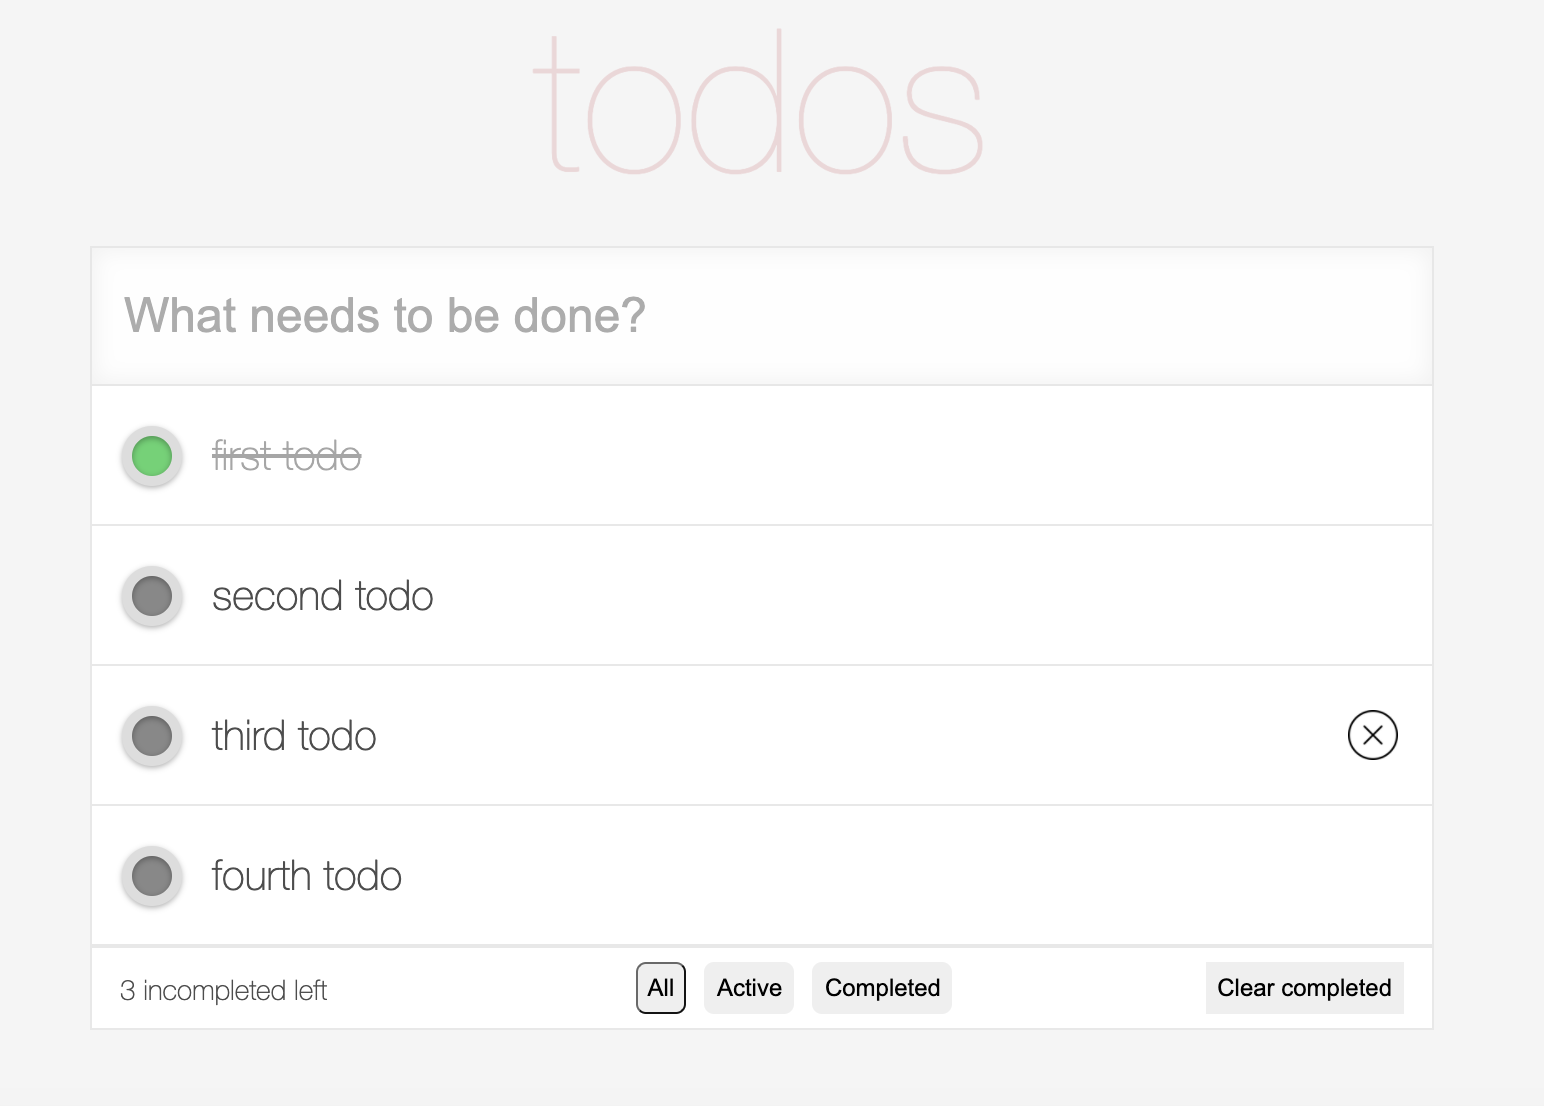 todos
What needs to be done?
first todo
second todo
third todo
fourth todo
3 incompleted left All Active Completed Clear completed